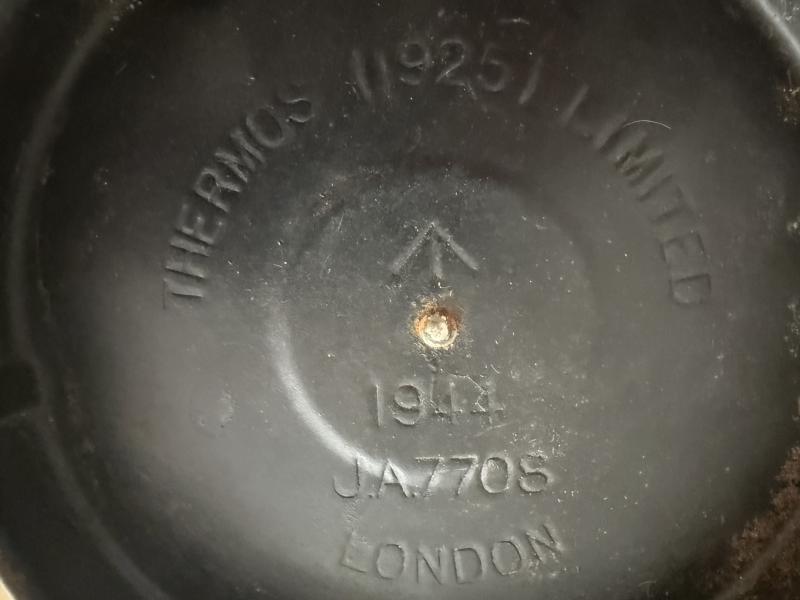 THERMOS (1925) LIMITED
1944
J.A.7708
LONDON